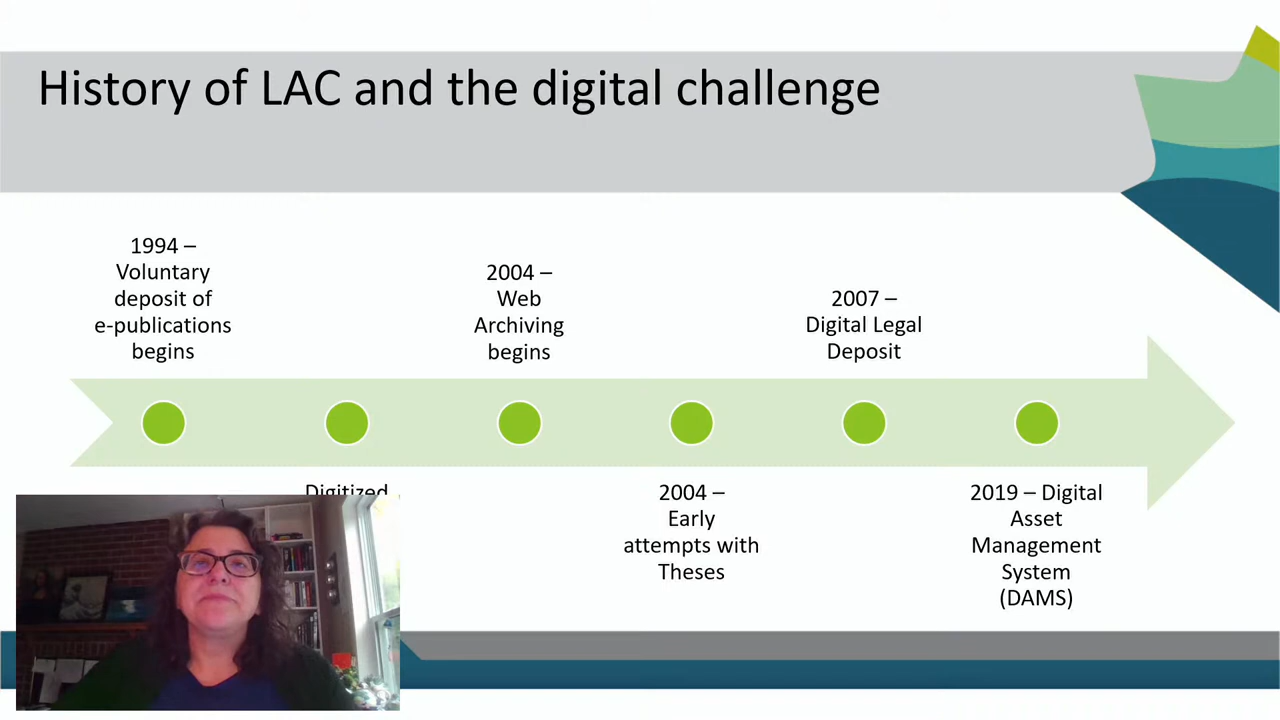 History of LAC and the digital challenge
1994 –
Voluntary
deposit of
e-publications
begins
Digitized
2004 –
Web
Archiving
begins
2004 –
Early
attempts with
Theses
2007 –
Digital Legal
Deposit
2019 – Digital
Asset
Management
System
(DAMS)